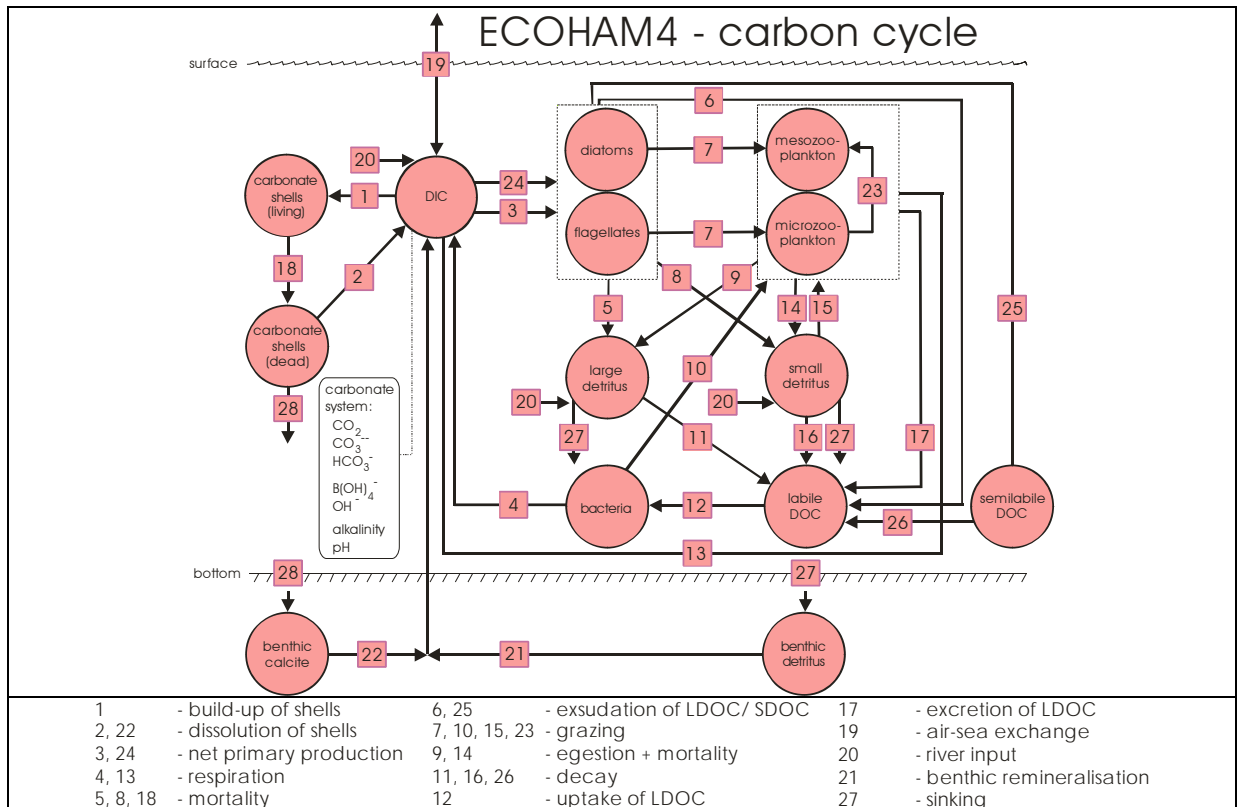 ECOHAM4 - carbon cycle
surface
19
6
diatoms
7
mesozoo-
plankton
20
carbonate
shells
(living)
1
DIC
24
3
23
flagellates
7
microzoo-
plankton
18
2
8
9
5
14
15
25
carbonate
shells
(dead)
large
detritus
10
small
detritus
28
20
20
carbonate
system:
CO2
CO3--
HCO3-
B(OH)4-
OH-
alkalinity
pH
27
11
16
27
17
4
bacteria
12
labile
DOC
26
semilabile
DOC
13
bottom
28
27
benthic
calcite
22
21
benthic
detritus
1 - build-up of shells
2, 22 - dissolution of shells
3, 24 - net primary production
4, 13 - respiration
5, 8, 18 - mortality
6, 25 - exsudation of LDOC/ SDOC
7, 10, 15, 23 - grazing
9, 14 - egestion + mortality
11, 16, 26 - decay
12 - uptake of LDOC
17 - excretion of LDOC
19 - air-sea exchange
20 - river input
21 - benthic remineralisation
27 - sinking